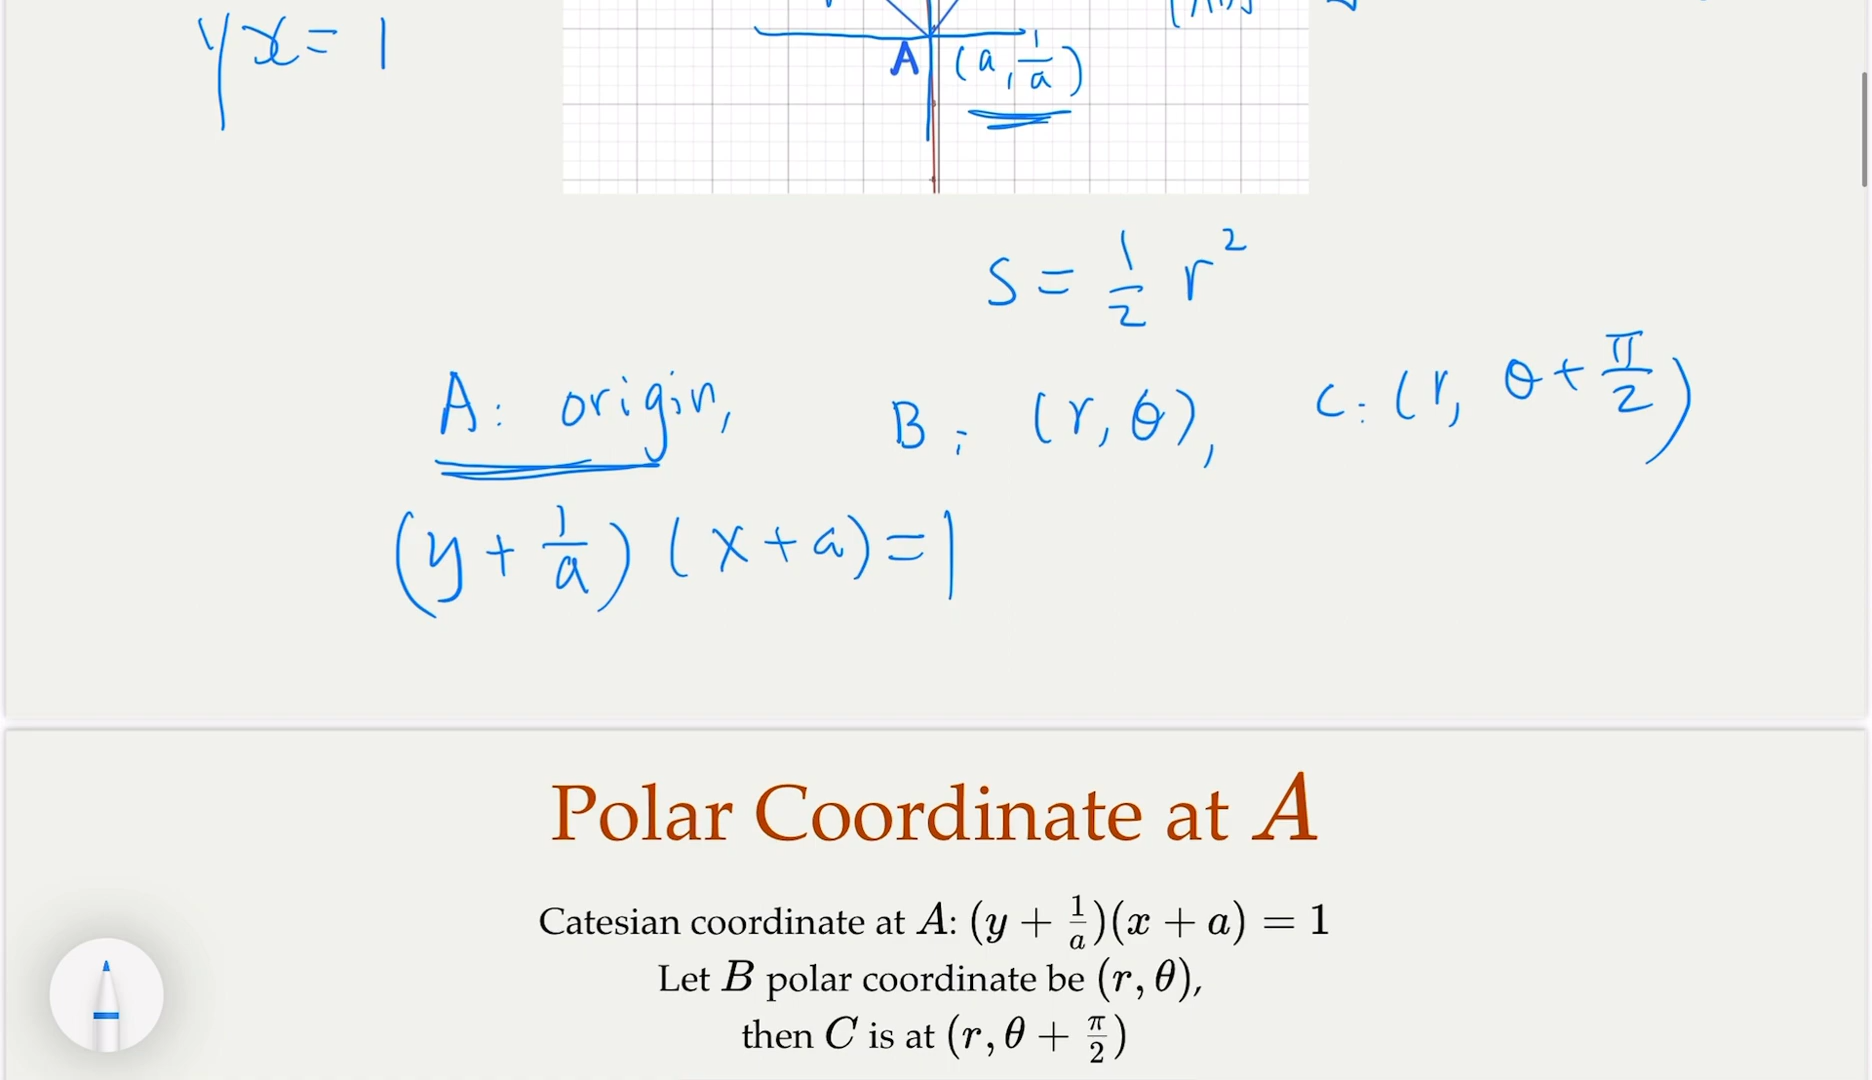 yx = 1
A (a, 1/a)
S = 1/2 r²
A: origin, B: (r, θ), C: (r, θ + π/2)
(y + 1/a)(x + a) = 1
Polar Coordinate at A
Catesian coordinate at A: (y + 1/a)(x + a) = 1
Let B polar coordinate be (r, θ),
then C is at (r, θ + π/2)